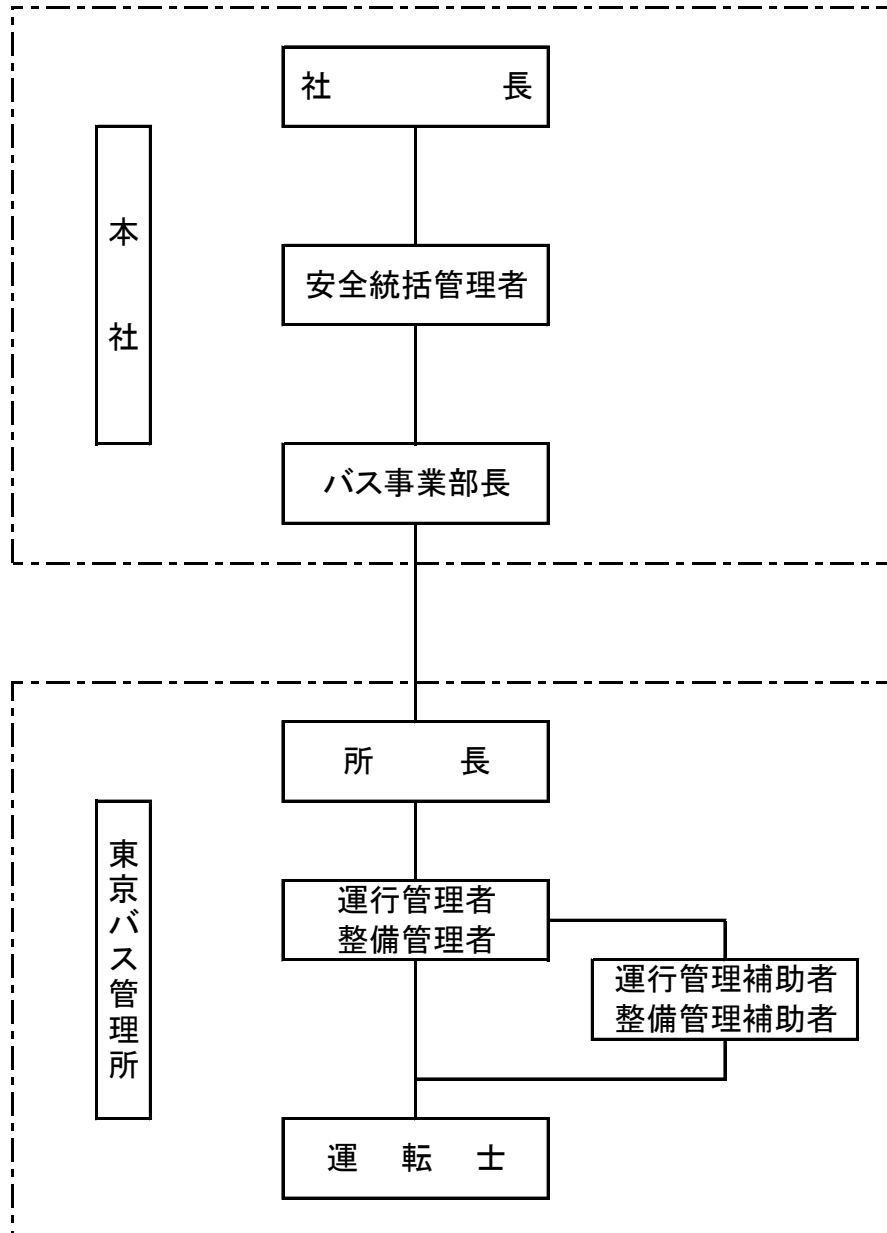 社長
本社
安全統括管理者
バス事業部長
所長
東京バス管理所
運行管理者
整備管理者
運行管理補助者
整備管理補助者
運転士